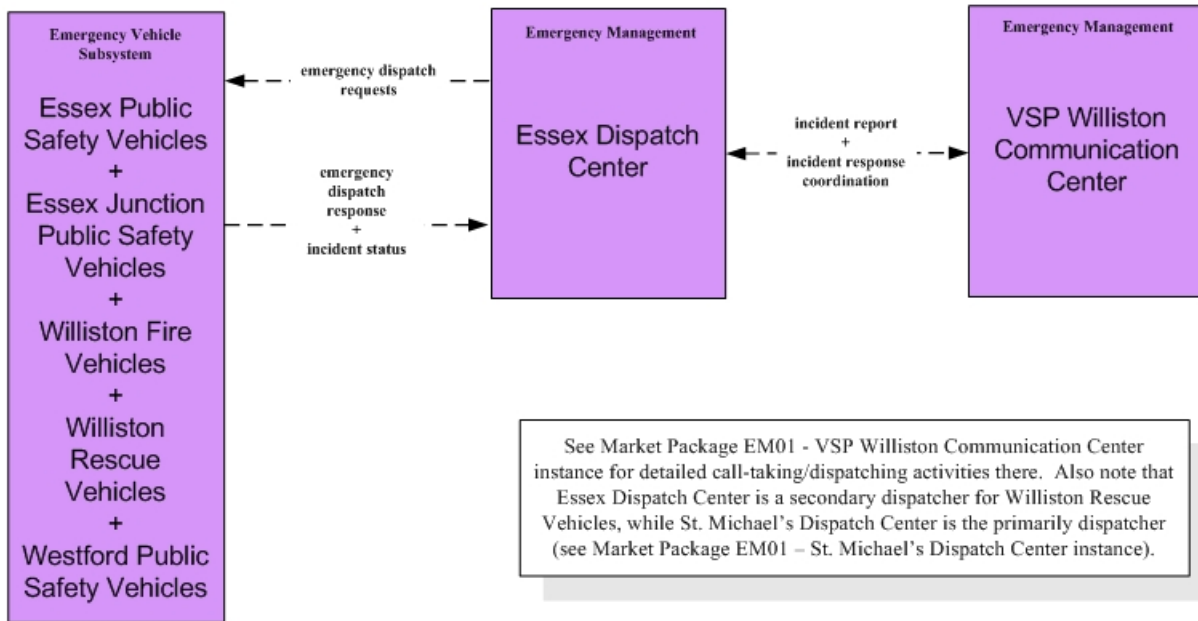 Emergency Vehicle
Subsystem
Essex Public
Safety Vehicles
+
Essex Junction
Public Safety
Vehicles
+
Williston Fire
Vehicles
+
Williston
Rescue
Vehicles
+
Westford Public
Safety Vehicles
emergency dispatch
requests
emergency
dispatch
response
+
incident status
Emergency Management
Essex Dispatch
Center
incident report
+
incident response
coordination
Emergency Management
VSP Williston
Communication
Center
See Market Package EM01 - VSP Williston Communication Center
instance for detailed call-taking/dispatching activities there.  Also note that
Essex Dispatch Center is a secondary dispatcher for Williston Rescue
Vehicles, while St. Michael's Dispatch Center is the primarily dispatcher
(see Market Package EM01 – St. Michael's Dispatch Center instance).